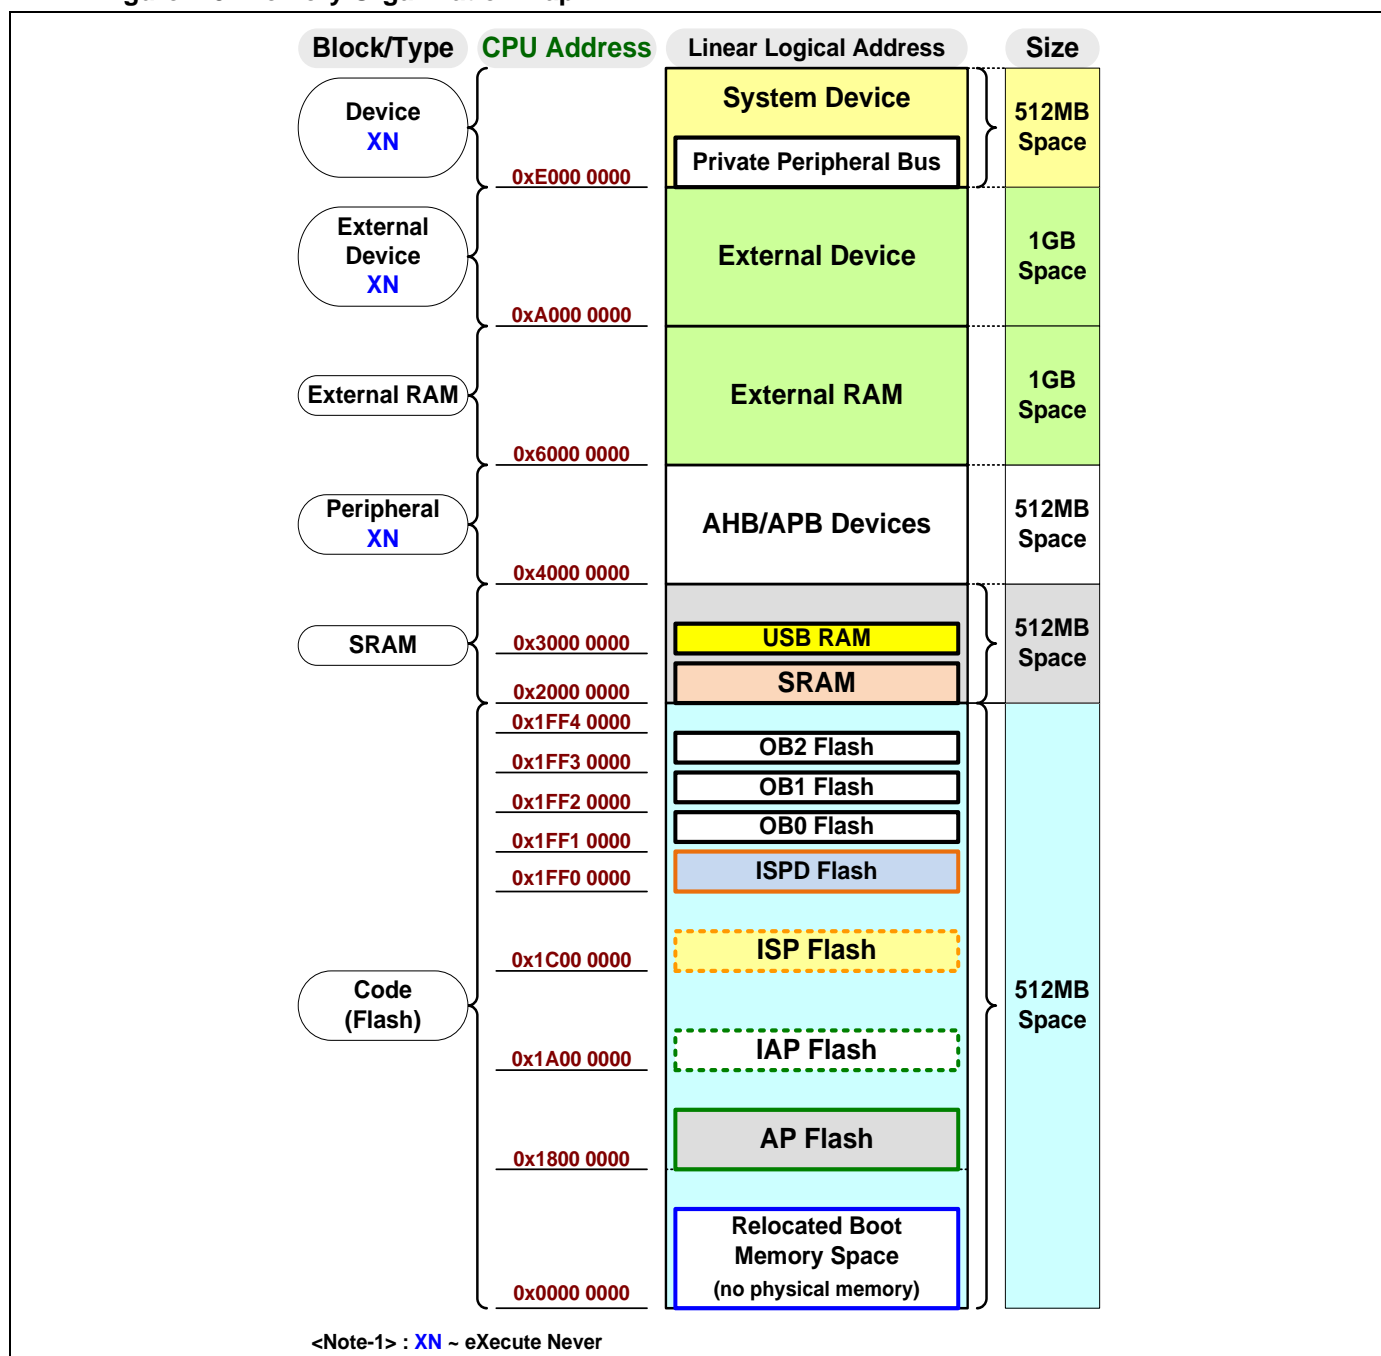 Block/Type CPU Address Linear Logical Address Size
Device
XN
System Device
Private Peripheral Bus
512MB
Space
0xE000 0000
External
Device
XN
External Device
1GB
Space
0xA000 0000
External RAM
External RAM
1GB
Space
0x6000 0000
Peripheral
XN
AHB/APB Devices
512MB
Space
0x4000 0000
SRAM
0x3000 0000
USB RAM
512MB
Space
SRAM
0x2000 0000
0x1FF4 0000
OB2 Flash
0x1FF3 0000
OB1 Flash
0x1FF2 0000
OB0 Flash
0x1FF1 0000
ISPD Flash
0x1FF0 0000
ISP Flash
0x1C00 0000
Code
(Flash)
512MB
Space
IAP Flash
0x1A00 0000
AP Flash
0x1800 0000
Relocated Boot
Memory Space
(no physical memory)
0x0000 0000
<Note-1> : XN ~ eXecute Never